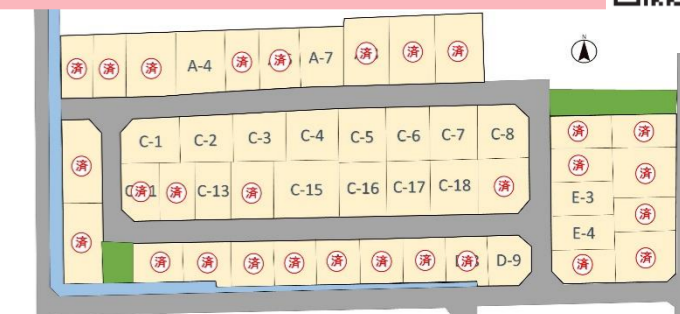 N
済 済 済 A-4 済 済 A-7 済 済 済
C-1 C-2 C-3 C-4 C-5 C-6 C-7 C-8
済 済
済 済 済
済 済 C-13 済 C-15 C-16 C-17 C-18 済
E-3 済
E-4
済
済 済 済 済 済 済 済 済 D-9
済 済